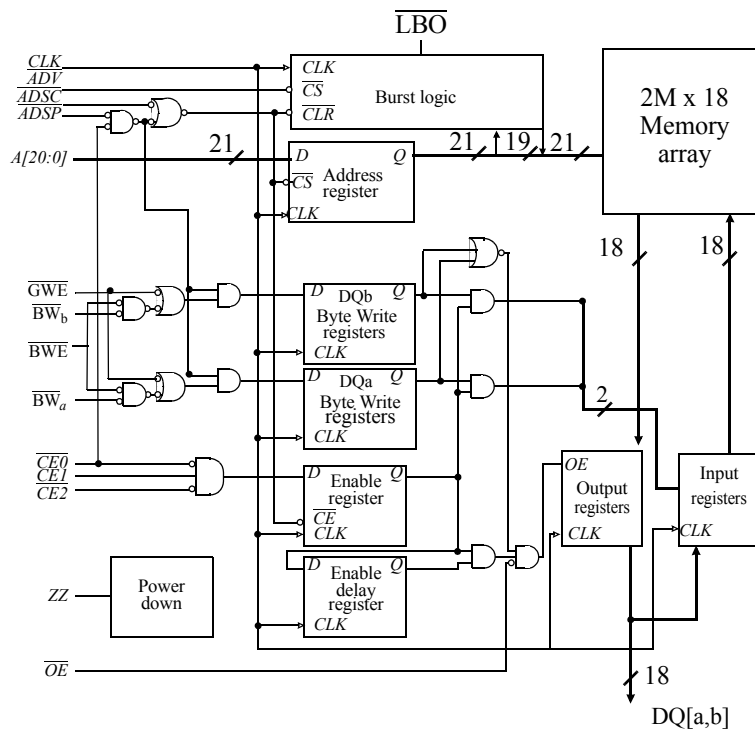 LBO
CLK
ADV
ADSC
ADSP
CLK
CS
CLR
Burst logic
2M x 18
Memory
array
A[20:0]
21
D
Q
Address
register
CS
CLK
21
19
21
18
18
GWE
BWb
BWE
BWa
D
DQb
Q
Byte Write
registers
CLK
D
DQa
Q
Byte Write
registers
CLK
2
CE0
CE1
CE2
D
Enable
Q
register
CE
CLK
OE
Output
registers
CLK
Input
registers
CLK
D
Enable
Q
delay
register
CLK
ZZ
Power
down
OE
18
DQ[a,b]